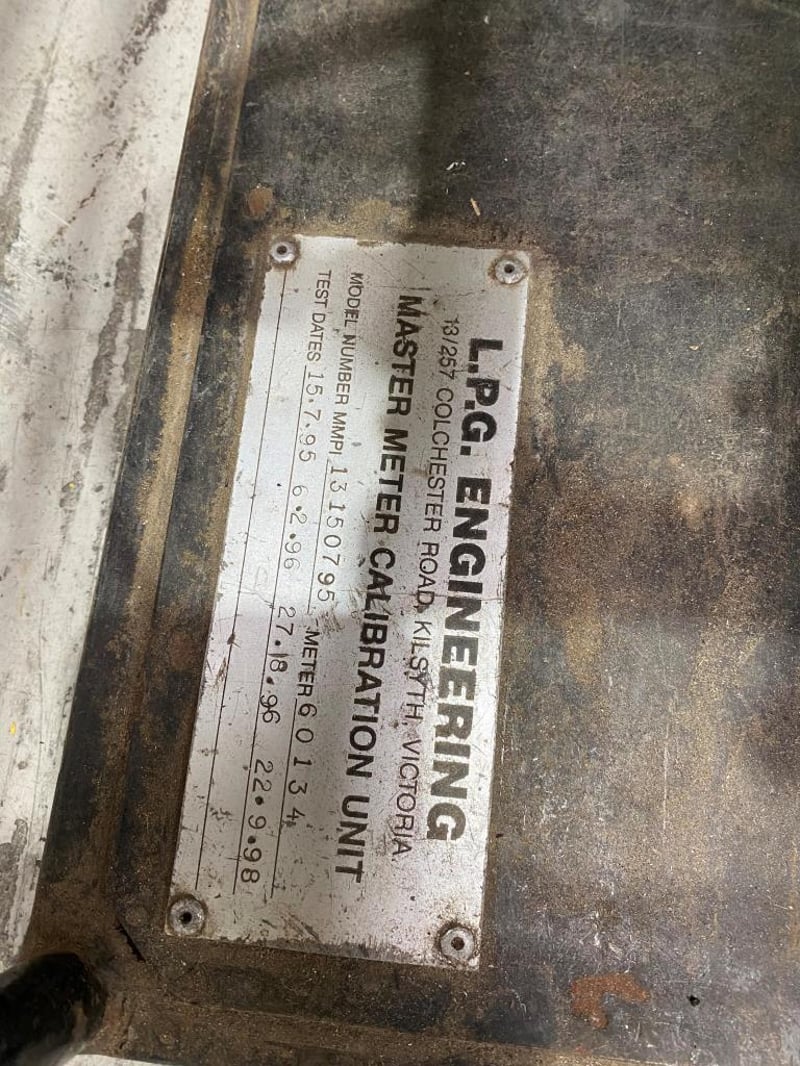 L.P.G. ENGINEERING
13/257 COLCHESTER ROAD, KILSYTH, VICTORIA.
MASTER METER CALIBRATION UNIT
MODEL NUMBER MMPI 13150795 METER 60134
TEST DATES 15.7.95 6.2.96 27.18.96 22.9.98